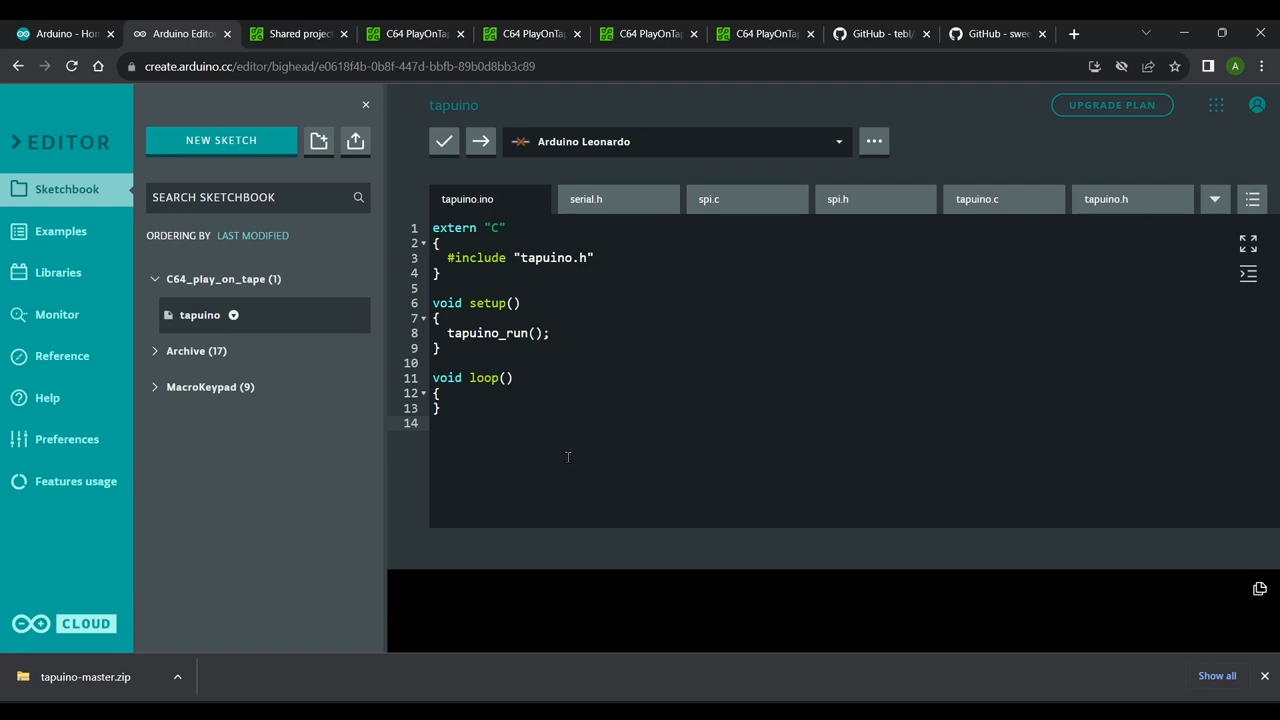 Arduino - Hon
Arduino Edito
Shared projec
C64 PlayOnTa
C64 PlayOnTa
C64 PlayOnTa
C64 PlayOnTa
GitHub - tebl/
GitHub - swee
create.arduino.cc/editor/bighead/e0618f4b-0b8f-447d-bbfb-89b0d8bb3c89
A
EDITOR
Sketchbook
Examples
Libraries
Monitor
Reference
Help
Preferences
Features usage
CLOUD
NEW SKETCH
SEARCH SKETCHBOOK
ORDERING BY LAST MODIFIED
C64_play_on_tape (1)
tapuino
Archive (17)
MacroKeypad (9)
tapuino
UPGRADE PLAN
Arduino Leonardo
tapuino.ino
serial.h
spi.c
spi.h
tapuino.c
tapuino.h
1 extern "C"
2 {
3 #include "tapuino.h"
4 }
5
6 void setup()
7 {
8 tapuino_run();
9 }
10
11 void loop()
12 {
13 }
14
tapuino-master.zip
Show all